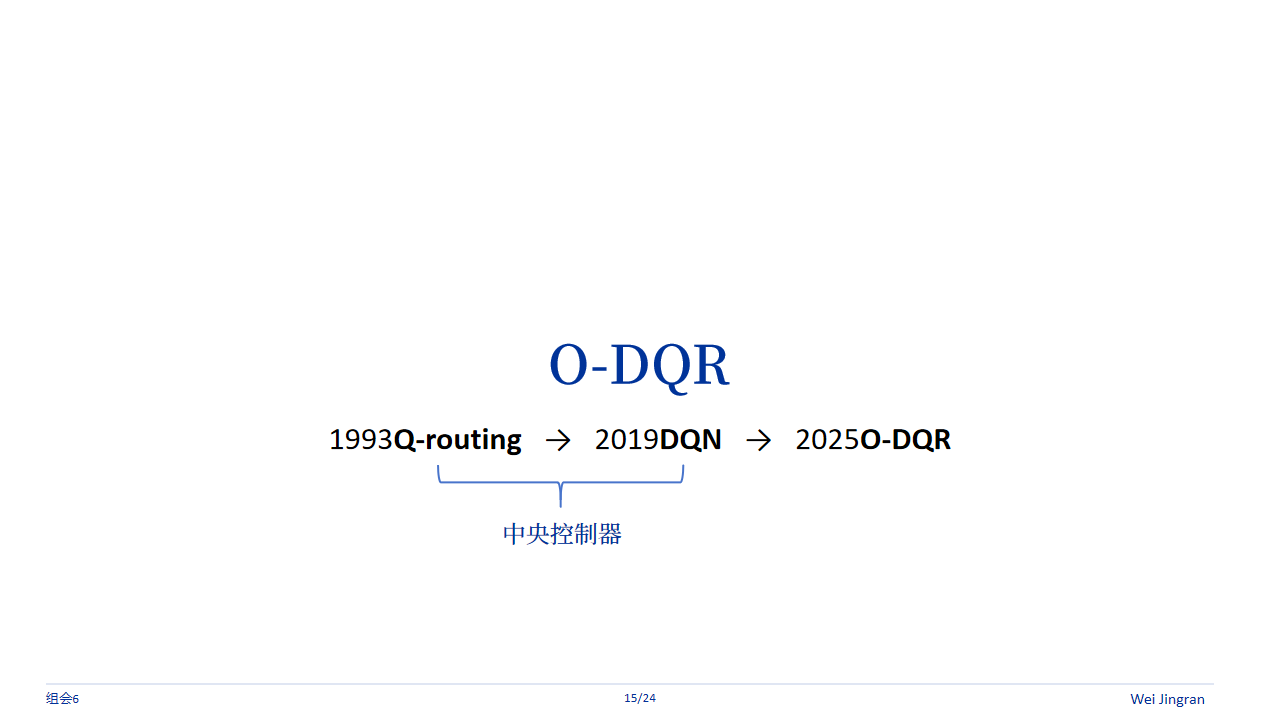 O-DQR
1993Q-routing → 2019DQN → 2025O-DQR
中央控制器
组会6
15/24
Wei Jingran